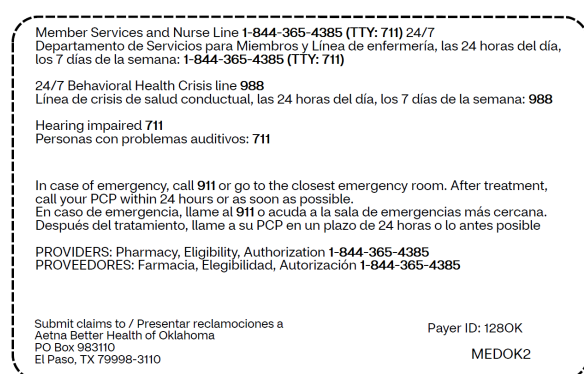 Member Services and Nurse Line 1-844-365-4385 (TTY: 711) 24/7
Departamento de Servicios para Miembros y Línea de enfermería, las 24 horas del día,
los 7 días de la semana: 1-844-365-4385 (TTY: 711)
24/7 Behavioral Health Crisis line 988
Línea de crisis de salud conductual, las 24 horas del día, los 7 días de la semana: 988
Hearing impaired 711
Personas con problemas auditivos: 711
In case of emergency, call 911 or go to the closest emergency room. After treatment,
call your PCP within 24 hours or as soon as possible.
En caso de emergencia, llame al 911 o acuda a la sala de emergencias más cercana.
Después del tratamiento, llame a su PCP en un plazo de 24 horas o lo antes posible
PROVIDERS: Pharmacy, Eligibility, Authorization 1-844-365-4385
PROVEEDORES: Farmacia, Elegibilidad, Autorización 1-844-365-4385
Submit claims to / Presentar reclamociones a
Aetna Better Health of Oklahoma
PO Box 983110
El Paso, TX 79998-3110
Payer ID: 128OK
MEDOK2